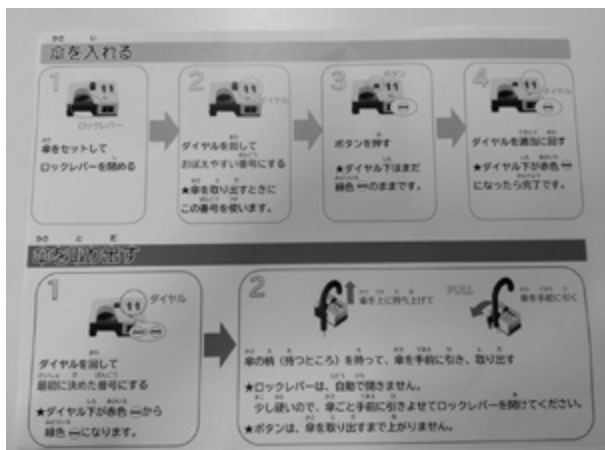 傘を入れる
1
ロックレバー
傘をセットして
ロックレバーを閉める
2
ダイヤル
ダイヤルを回して
おぼえやすい番号にする
★傘を取り出すときに
この番号を使います。
3
ボタン
ボタンを押す
★ダイヤル下はまだ
緑色 のままです。
4
ダイヤル
ダイヤルを適当に回す
★ダイヤル下が赤色
になったら完了です。
傘を取り出す
1
ダイヤル
ダイヤルを回して
最初に決めた番号にする
★ダイヤル下が赤色 から
緑色 になります。
2
傘を上に持ち上げて
PULL
傘を手前に引く
傘の柄（持つところ）を持って、傘を手前に引き、取り出す
★ロックレバーは、自動で開きません。
少し硬いので、傘ごと手前に引きよせてロックレバーを開けてください。
★ボタンは、傘を取り出すまで上がりません。